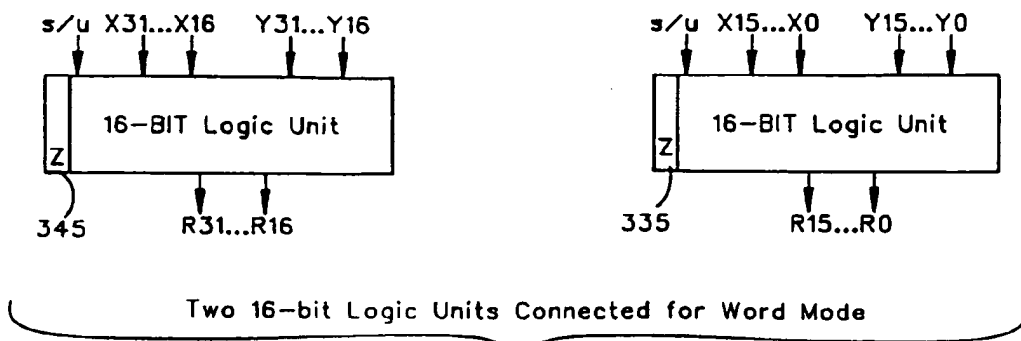 s/u X31...X16 Y31...Y16
s/u X15...X0 Y15...Y0
16-BIT Logic Unit
16-BIT Logic Unit
Z
Z
345
R31...R16
335
R15...R0
Two 16-bit Logic Units Connected for Word Mode